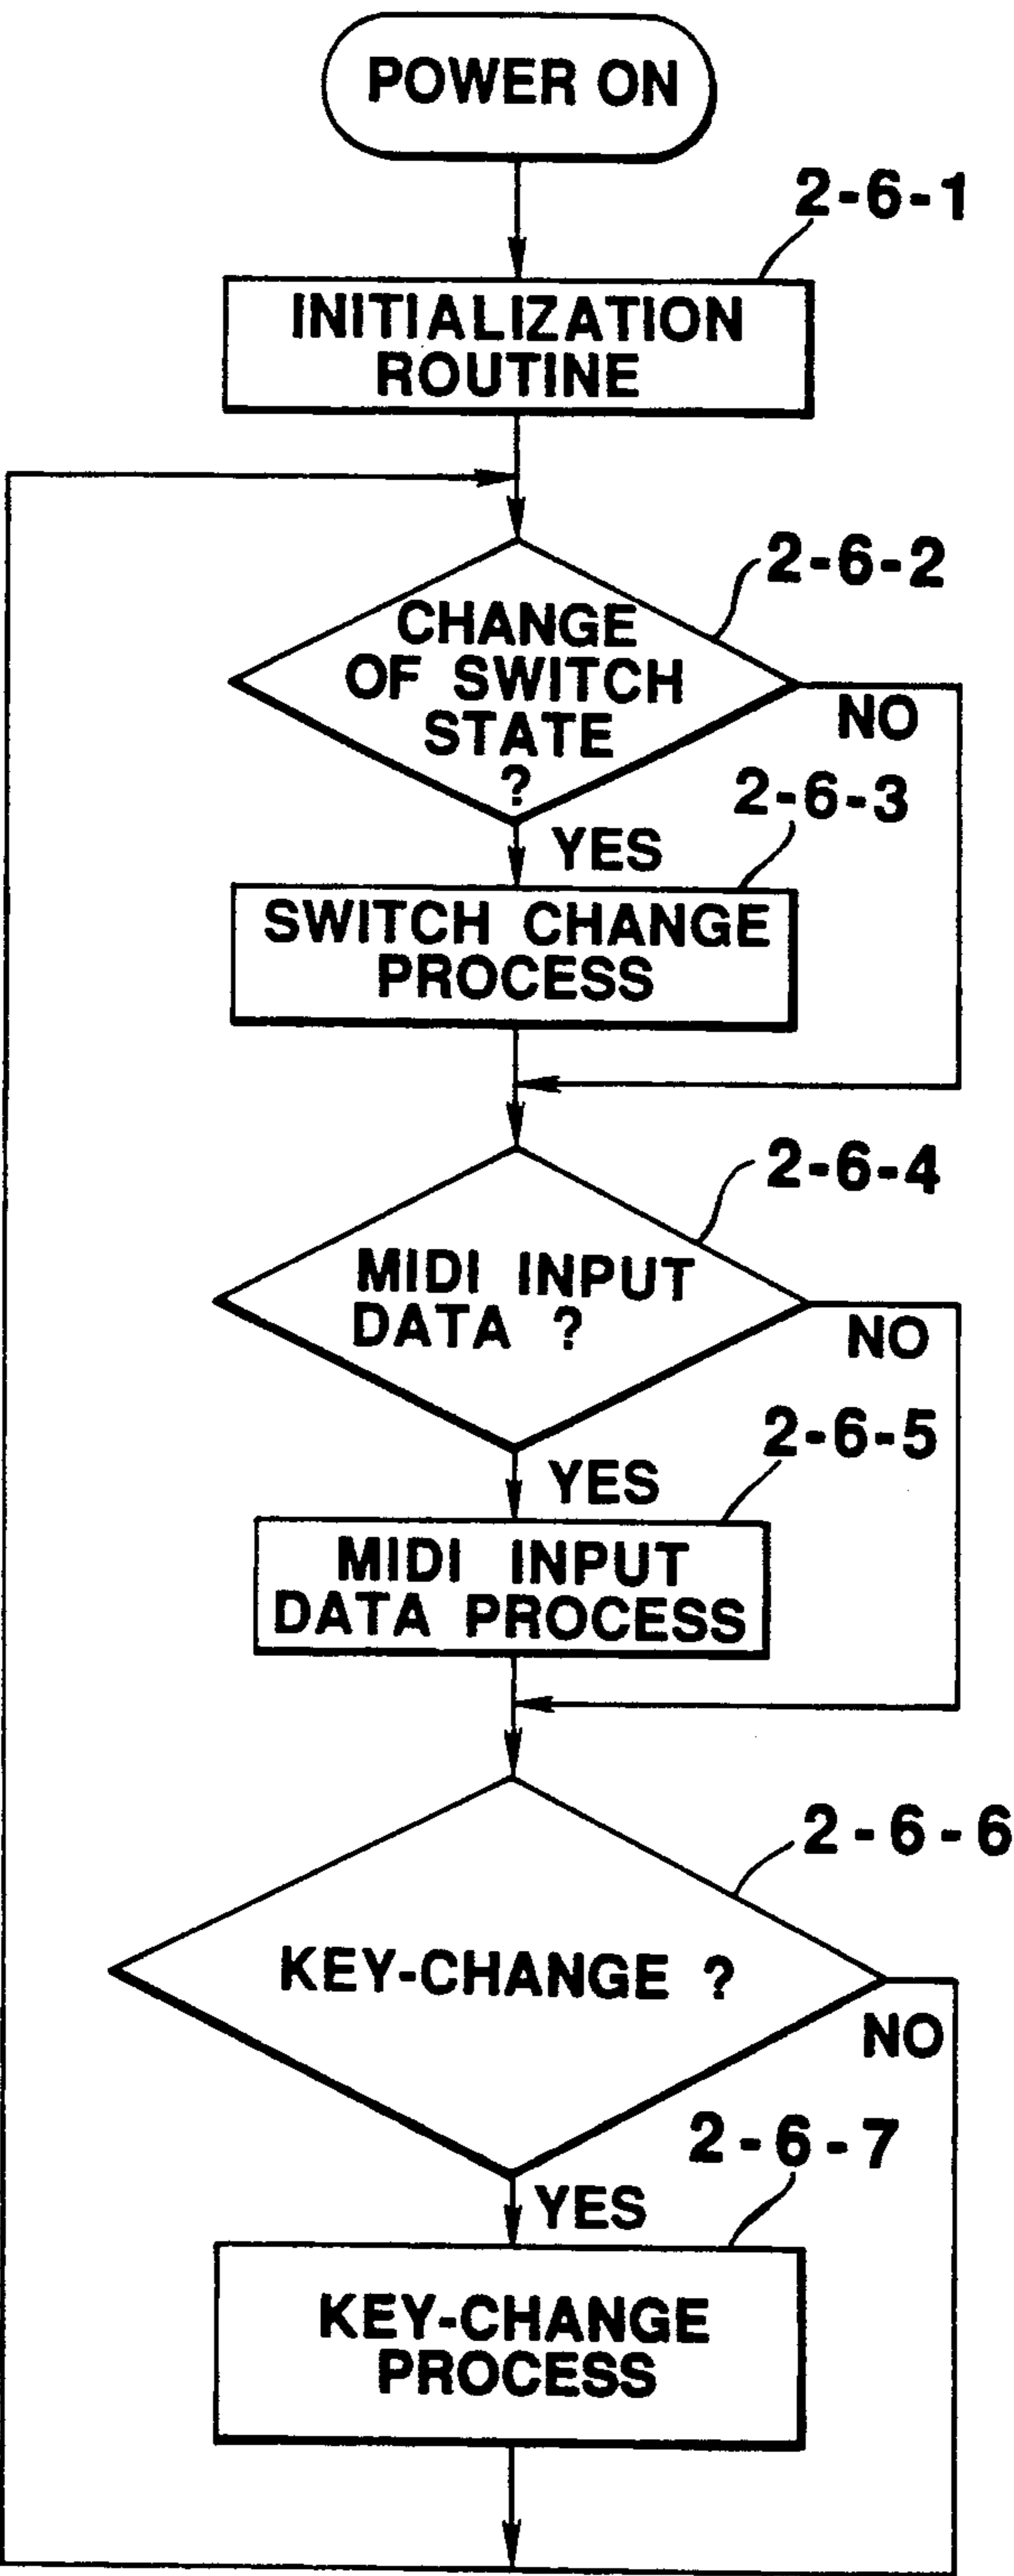 POWER ON
2-6-1
INITIALIZATION
ROUTINE
2-6-2
CHANGE
OF SWITCH
STATE
?
NO
2-6-3
YES
SWITCH CHANGE
PROCESS
2-6-4
MIDI INPUT
DATA ?
NO
2-6-5
YES
MIDI INPUT
DATA PROCESS
2-6-6
KEY-CHANGE ?
NO
2-6-7
YES
KEY-CHANGE
PROCESS